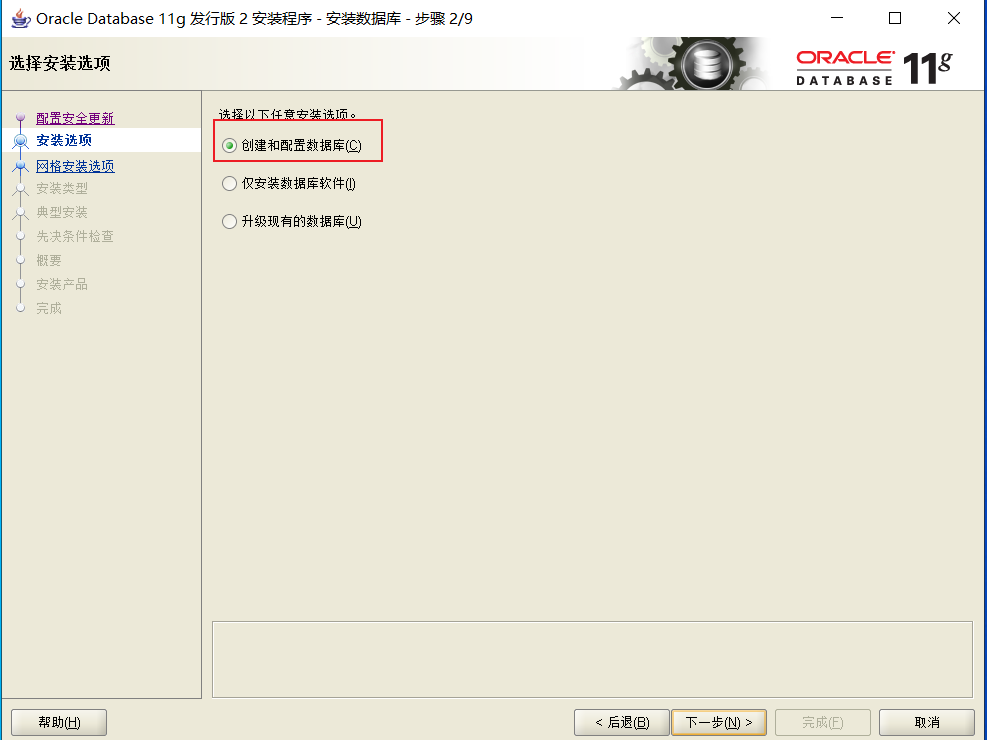 Oracle Database 11g 发行版 2 安装程序 - 安装数据库 - 步骤 2/9
选择安装选项
ORACLE
DATABASE
11g
配置安全更新
安装选项
网格安装选项
安装类型
典型安装
先决条件检查
概要
安装产品
完成
选择以下任意安装选项。
创建和配置数据库(C)
仅安装数据库软件(I)
升级现有的数据库(U)
帮助(H)
< 后退(B)
下一步(N) >
完成(F)
取消